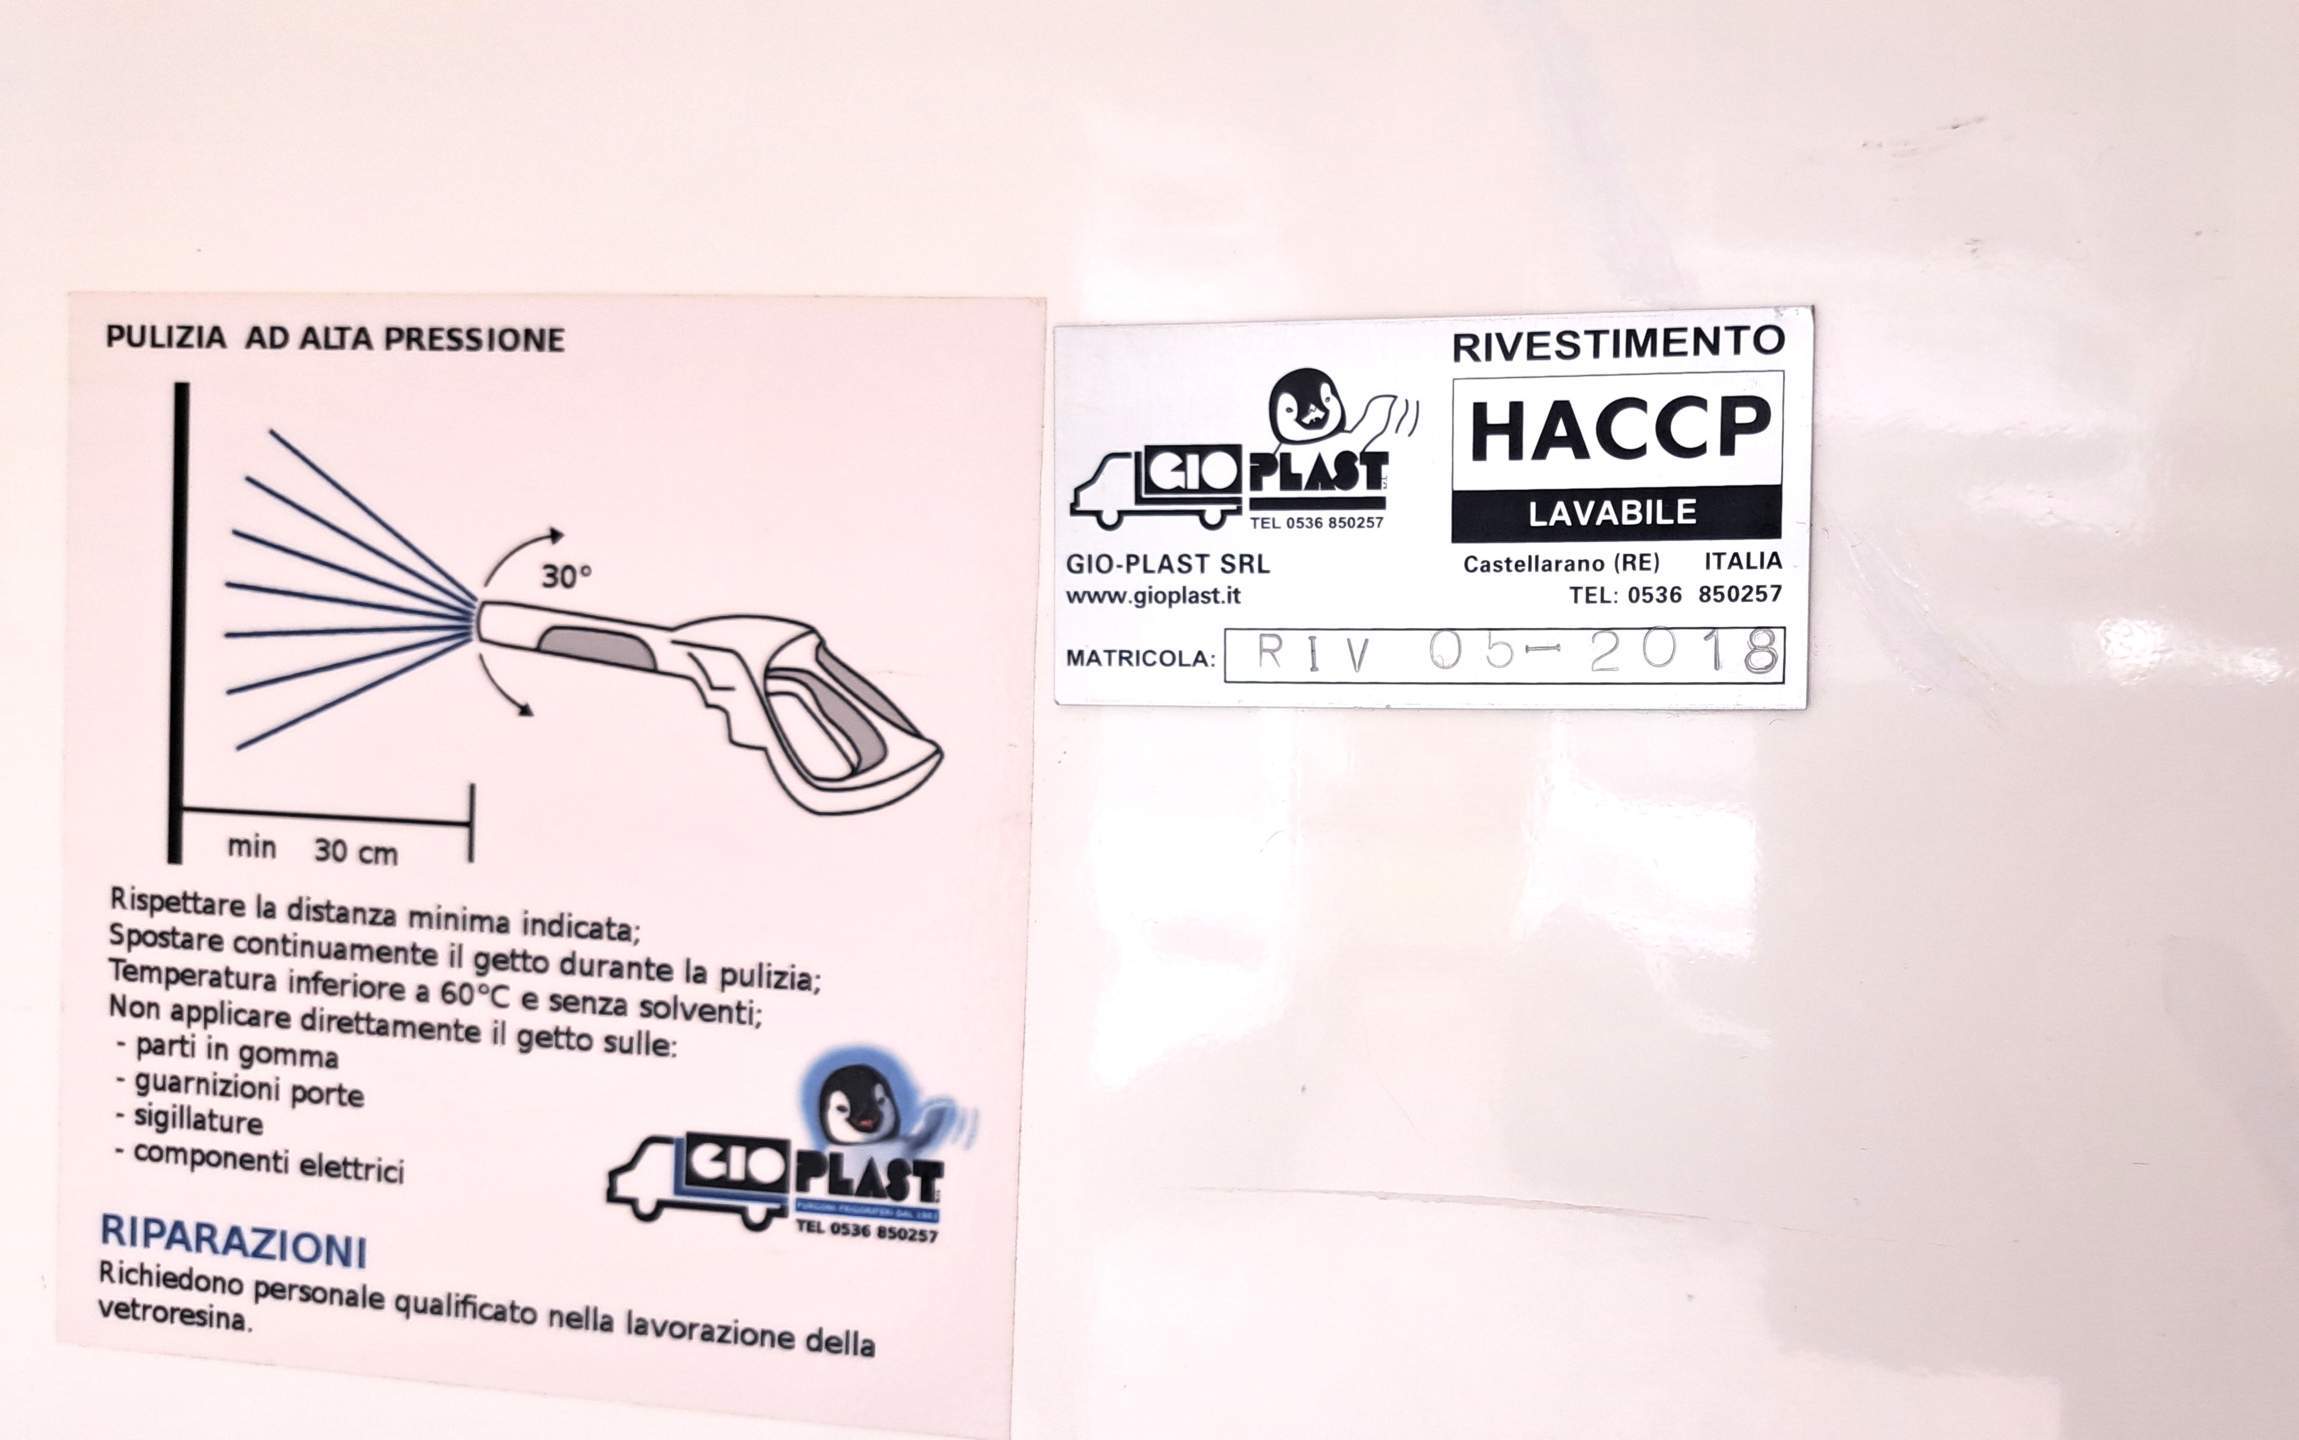 PULIZIA AD ALTA PRESSIONE
30°
min 30 cm
Rispettare la distanza minima indicata;
Spostare continuamente il getto durante la pulizia;
Temperatura inferiore a 60°C e senza solventi;
Non applicare direttamente il getto sulle:
- parti in gomma
- guarnizioni porte
- sigillature
- componenti elettrici
GIO PLAST
FURGONI FRIGORIFERI DAL 1983
TEL 0536 850257
RIPARAZIONI
Richiedono personale qualificato nella lavorazione della
vetroresina.
RIVESTIMENTO
HACCP
LAVABILE
GIO PLAST
TEL 0536 850257
GIO-PLAST SRL
www.gioplast.it
Castellarano (RE) ITALIA
TEL: 0536 850257
MATRICOLA: RIV 05-2018